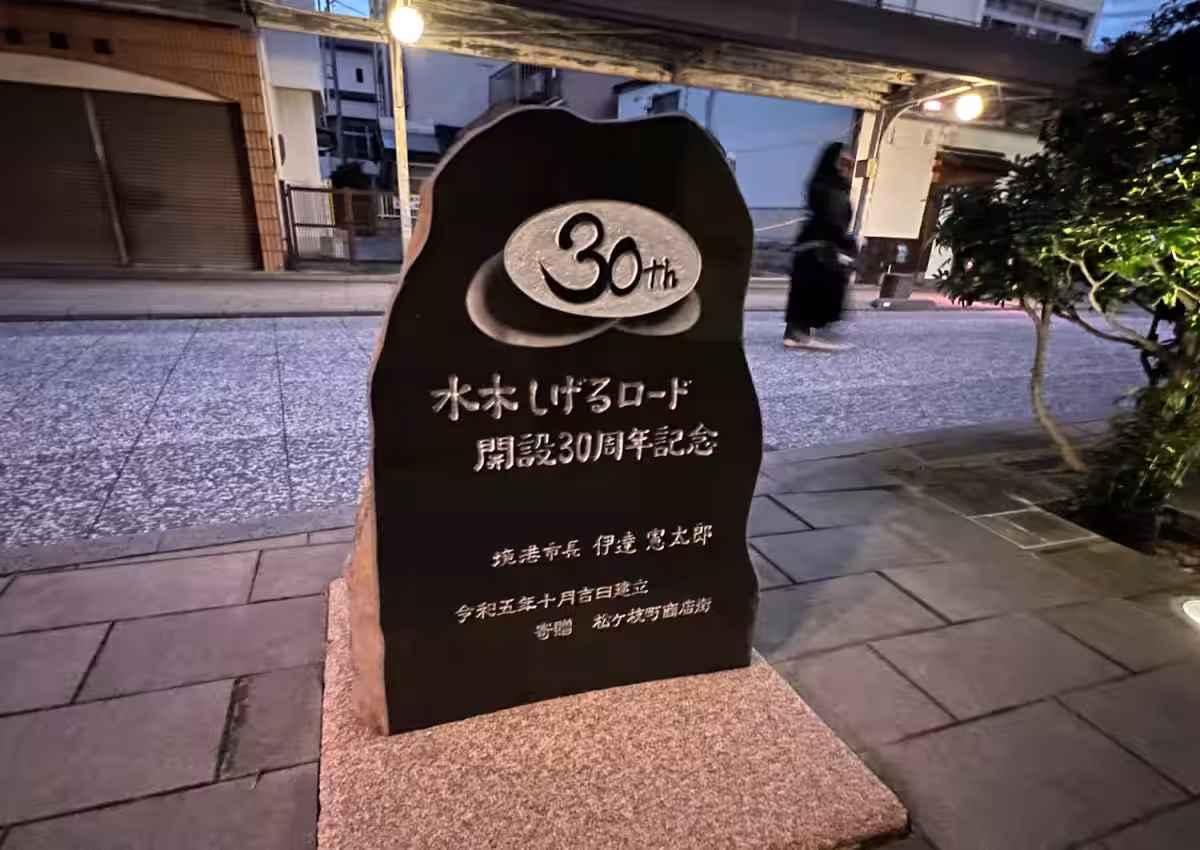 30th
水木しげるロード
開設30周年記念
境港市長 伊達 憲太郎
令和五年十月吉日建立
寄贈 松ケ枝町商店街